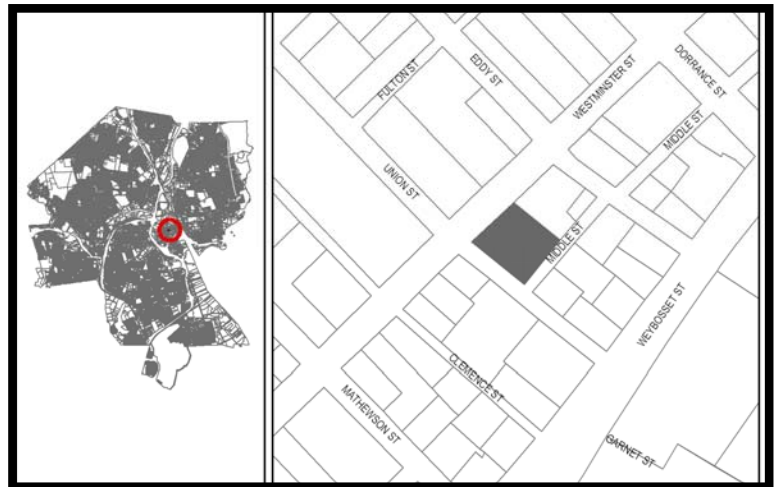 DORRANCE ST
EDDY ST
FULTON ST
WESTMINSTER ST
MIDDLE ST
UNION ST
MIDDLE ST
WEYBOSSET ST
CLEMENCE ST
MATHEWSON ST
GARNET ST